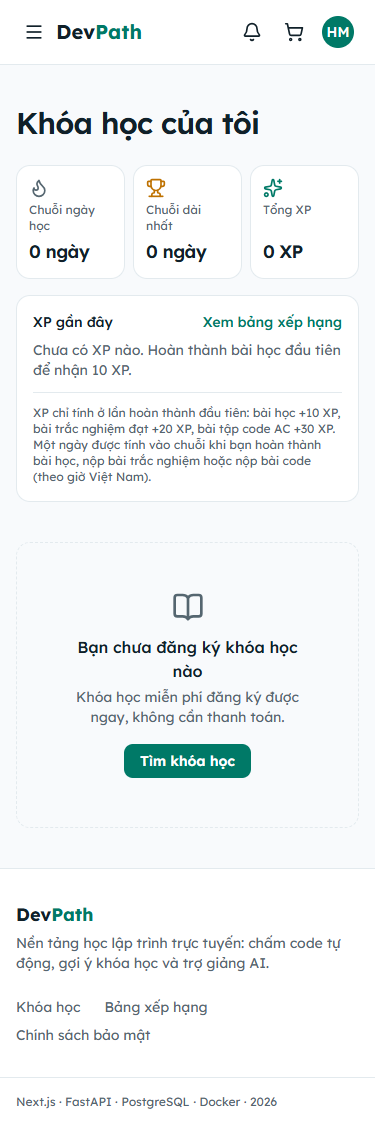 DevPath
HM
Khóa học của tôi
Chuỗi ngày
học
0 ngày
Chuỗi dài
nhất
0 ngày
Tổng XP
0 XP
XP gần đây
Xem bảng xếp hạng
Chưa có XP nào. Hoàn thành bài học đầu tiên
để nhận 10 XP.
XP chỉ tính ở lần hoàn thành đầu tiên: bài học +10 XP,
bài trắc nghiệm đạt +20 XP, bài tập code AC +30 XP.
Một ngày được tính vào chuỗi khi bạn hoàn thành
bài học, nộp bài trắc nghiệm hoặc nộp bài code
(theo giờ Việt Nam).
Bạn chưa đăng ký khóa học
nào
Khóa học miễn phí đăng ký được
ngay, không cần thanh toán.
Tìm khóa học
DevPath
Nền tảng học lập trình trực tuyến: chấm code tự
động, gợi ý khóa học và trợ giảng AI.
Khóa học
Bảng xếp hạng
Chính sách bảo mật
Next.js · FastAPI · PostgreSQL · Docker · 2026